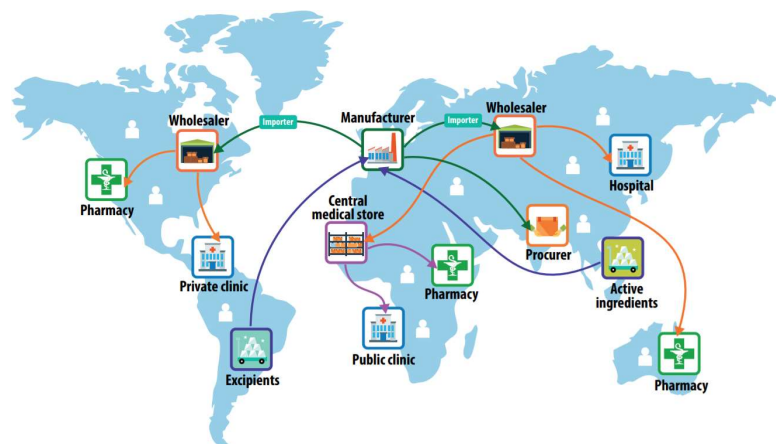 Manufacturer
Wholesaler
Importer
Importer
Wholesaler
Pharmacy
Hospital
Central
medical store
Procurer
Private clinic
Pharmacy
Active
ingredients
Public clinic
Excipients
Pharmacy